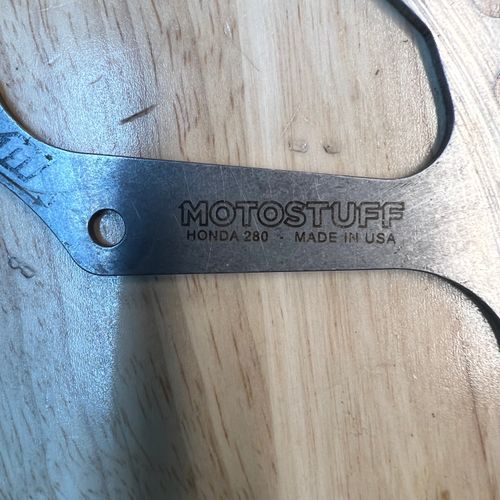 MOTOSTUFF
HONDA 280 - MADE IN USA